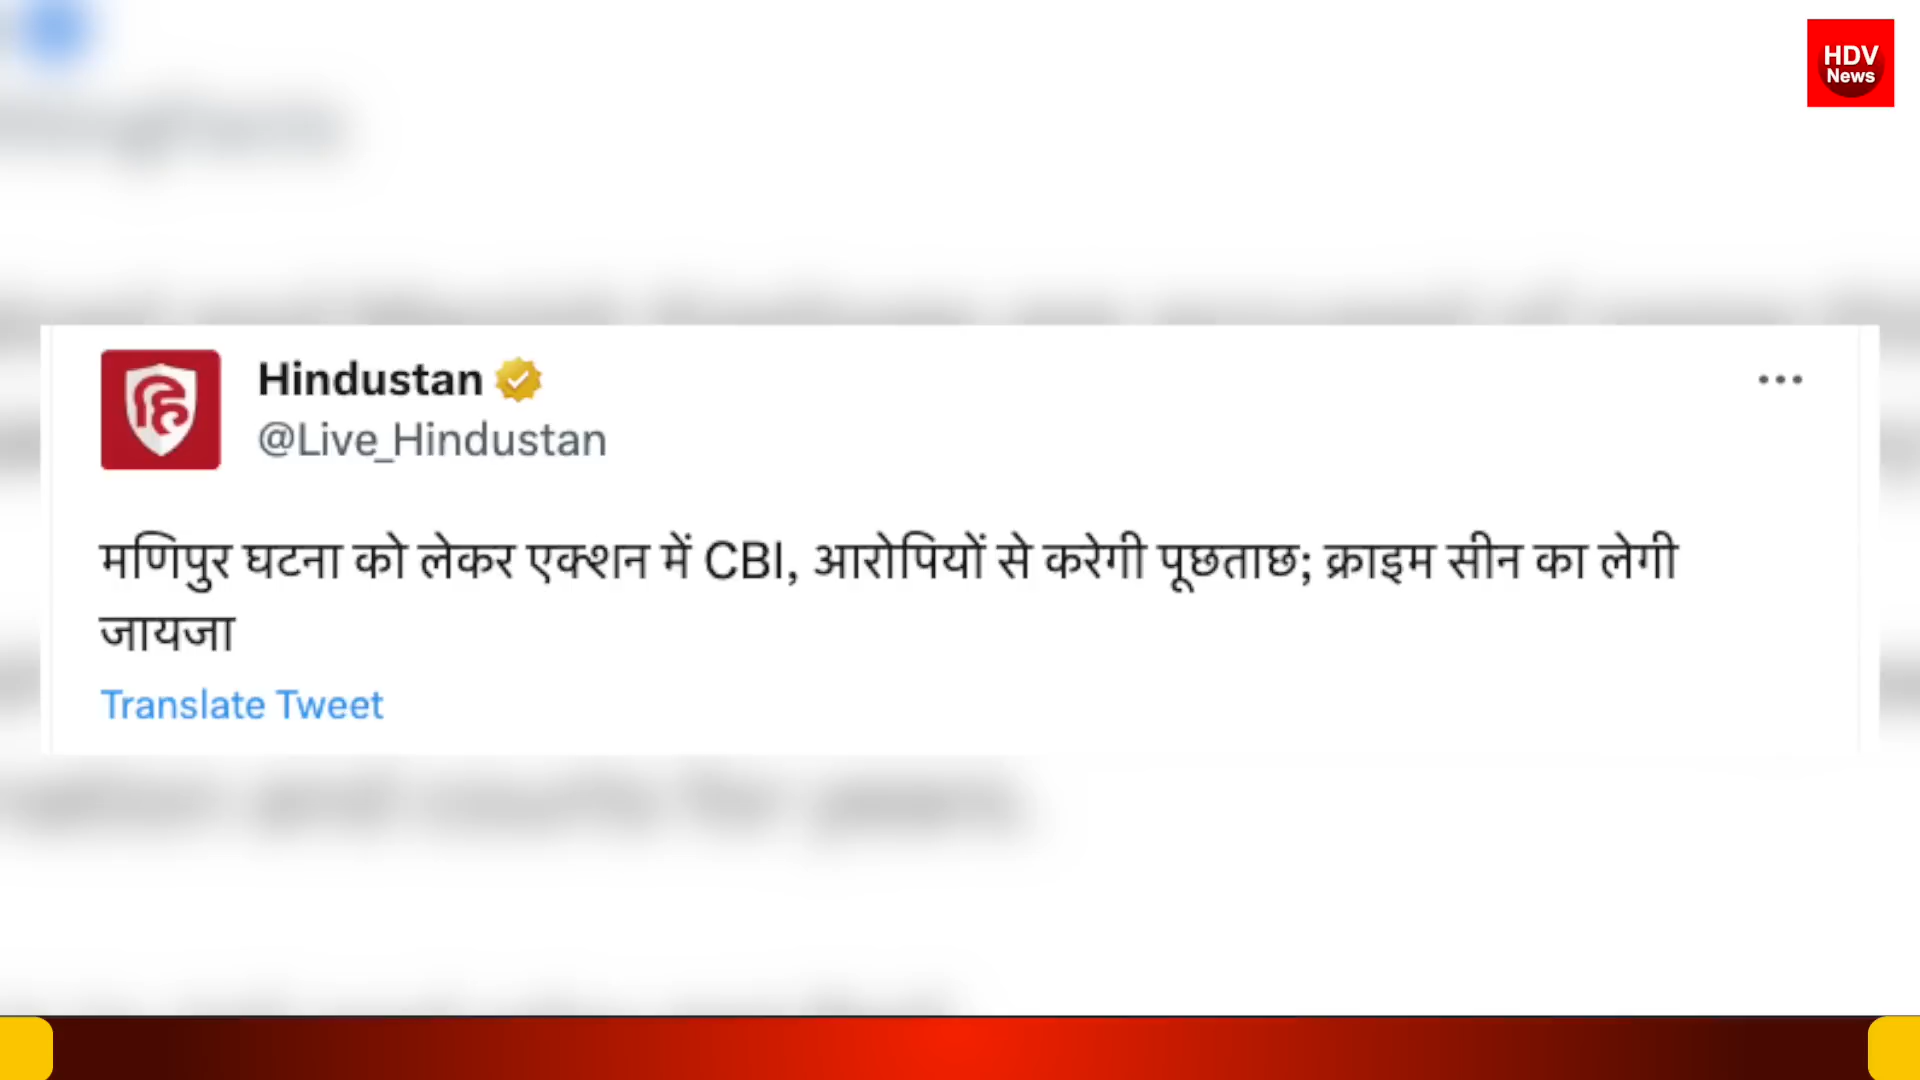 HDV
News
Hindustan
@Live_Hindustan
मणिपुर घटना को लेकर एक्शन में CBI, आरोपियों से करेगी पूछताछ; क्राइम सीन का लेगी
जायजा
Translate Tweet